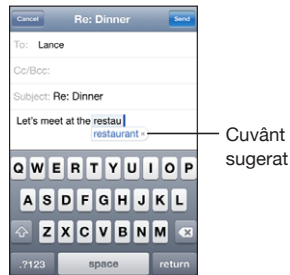 Cancel Re: Dinner Send
To: Lance
Cc/Bcc:
Subject: Re: Dinner
Let's meet at the restau
restaurant ×
Cuvânt
sugerat
Q W E R T Y U I O P
A S D F G H J K L
Z X C V B N M
.?123 space return